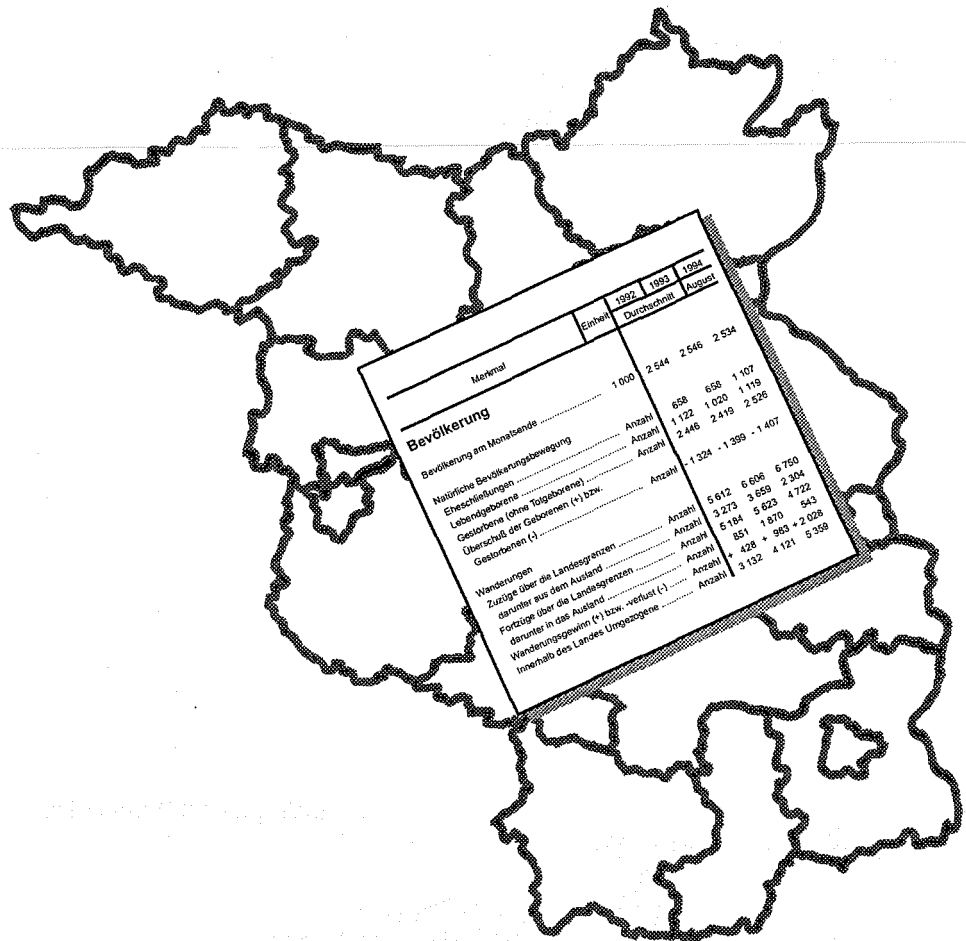 Merkmal Einheit 1992 1993 1994
Durchschnitt August
Bevölkerung
Bevölkerung am Monatsende ........... 1 000 2 544 2 546 2 534
Natürliche Bevölkerungsbewegung
Eheschließungen ........... Anzahl 658 658 1 107
Lebendgeborene ........... Anzahl 1 122 1 020 1 119
Gestorbene (ohne Totgeborene) ........... Anzahl 2 446 2 419 2 526
Überschuß der Geborenen (+) bzw.
Gestorbenen (-) ........... Anzahl - 1 324 - 1 399 - 1 407
Wanderungen
Zuzüge über die Landesgrenzen ........... Anzahl 5 612 6 606 6 750
darunter aus dem Ausland ........... Anzahl 3 273 3 659 2 304
Fortzüge über die Landesgrenzen ........... Anzahl 5 184 5 623 4 722
darunter in das Ausland ........... Anzahl 851 1 870 543
Wanderungsgewinn (+) bzw. -verlust (-) .... Anzahl + 428 + 983 + 2 028
Innerhalb des Landes Umgezogene ........... Anzahl 3 132 4 121 5 359